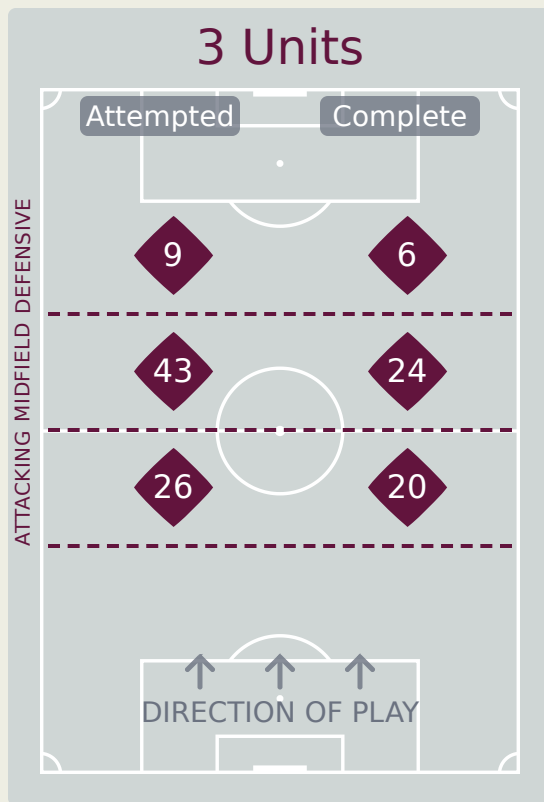 3 Units
Attempted
Complete
9
6
43
24
26
20
ATTACKING MIDFIELD DEFENSIVE
DIRECTION OF PLAY